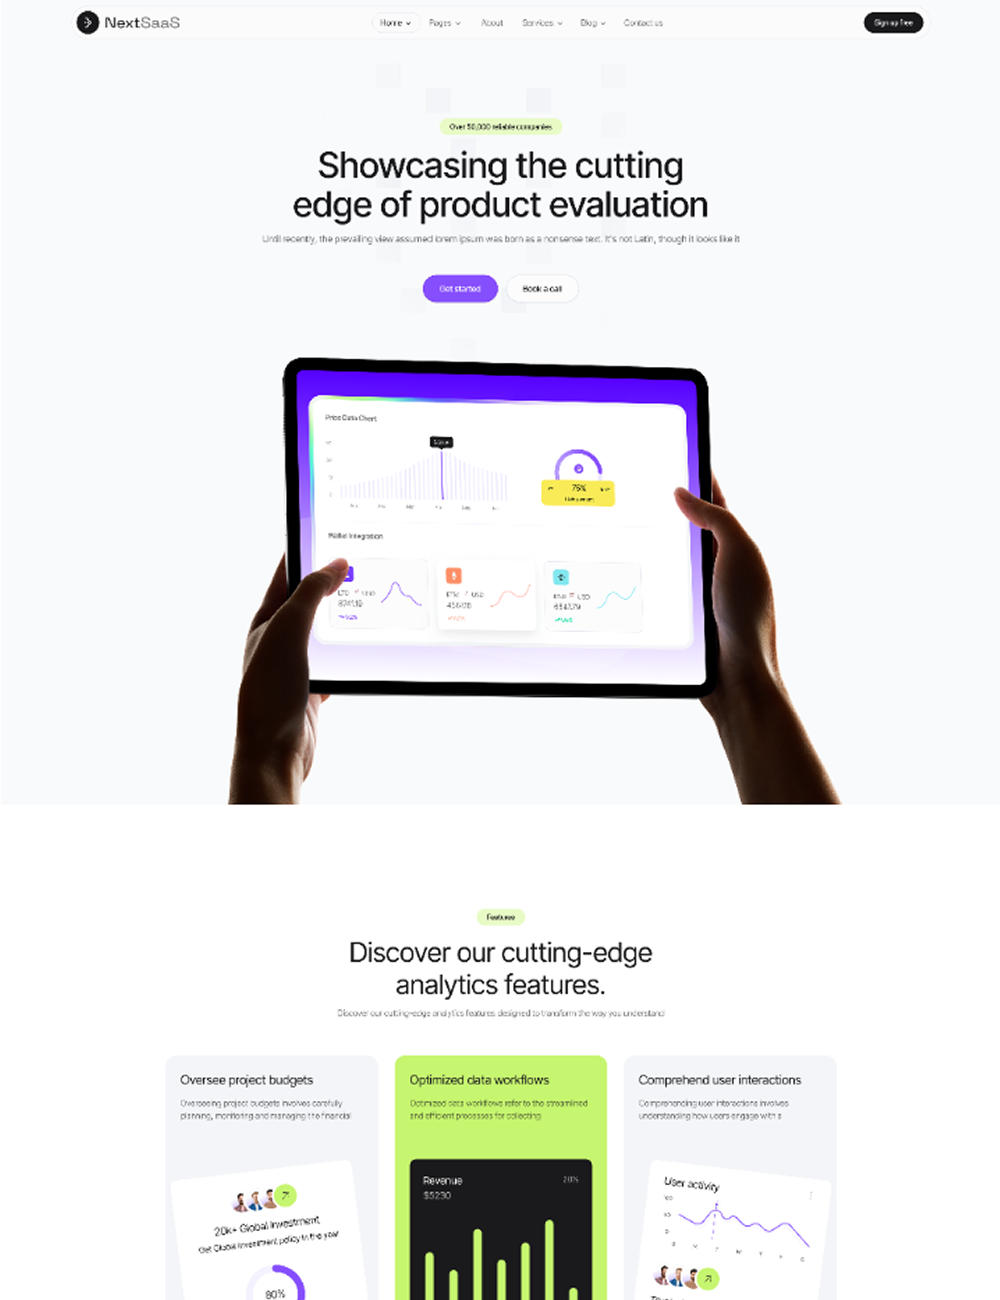 NextSaaS
Home Pages About Services Blog Contact us
Sign up free
Over 50,000 reliable companies
Showcasing the cutting
edge of product evaluation
Until recently, the prevailing view assumed lorem ipsum was born as a nonsense text. It's not Latin, though it looks like it
Get started
Book a call
Price Data Chart
75%
Wallet Integration
USD
USD
USD
Features
Discover our cutting-edge
analytics features.
Discover our cutting-edge analytics features designed to transform the way you understand
Oversee project budgets
Overseeing project budgets involves carefully
planning, monitoring and managing the financial
20k+ Global Investment
Get Global investment policy in the year
80%
Optimized data workflows
Optimized data workflows refer to the streamlined
and efficient processes for collecting
Revenue
20%
$5230
Comprehend user interactions
Comprehending user interactions involves
understanding how users engage with s
User activity